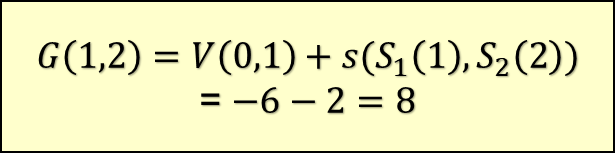 G(1,2) = V(0,1) + s(S₁(1), S₂(2))
= −6 − 2 = 8